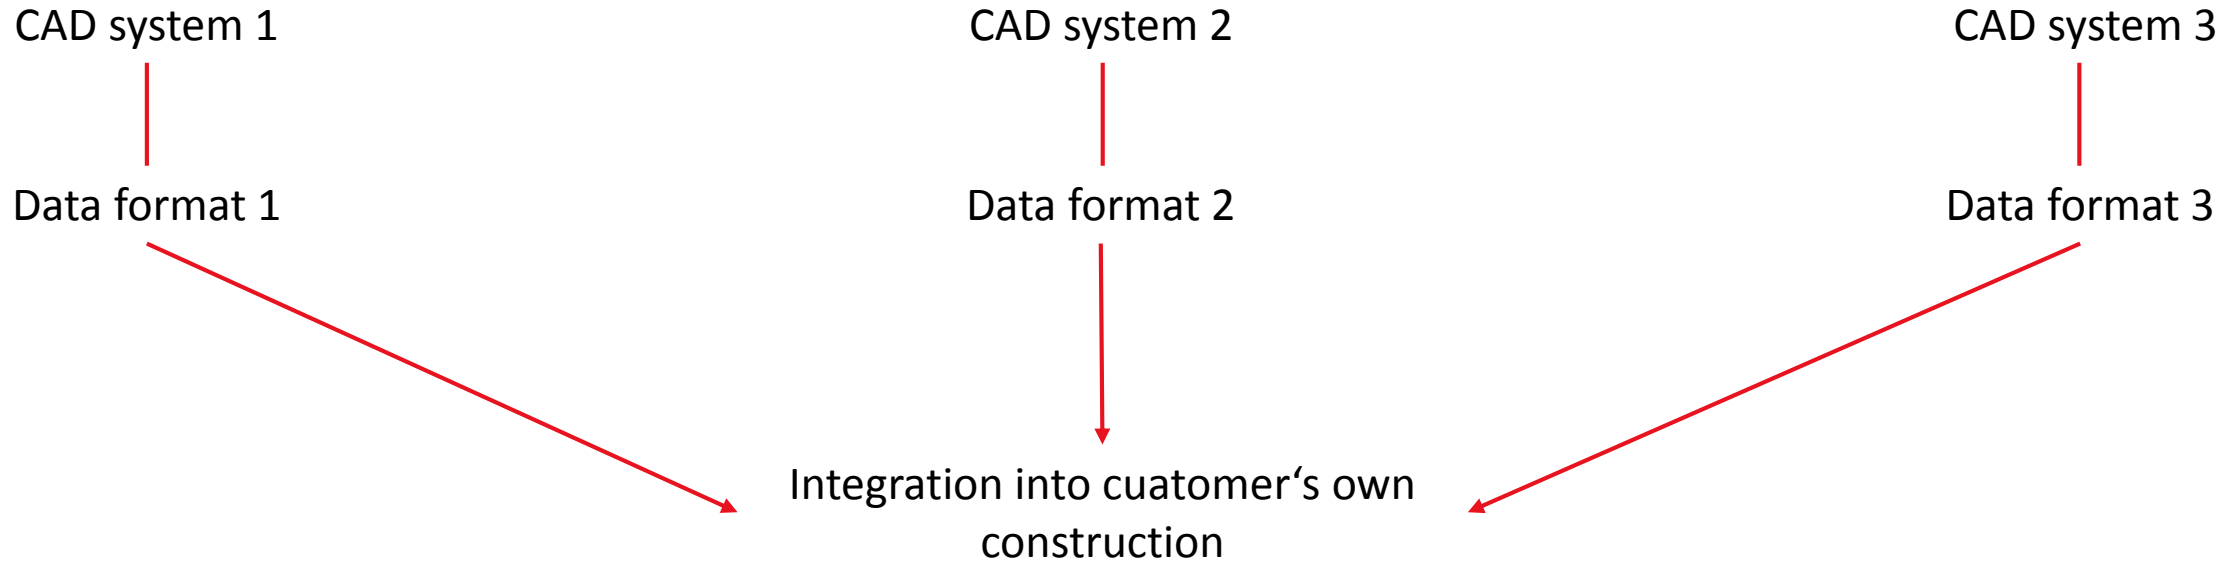 CAD system 1
CAD system 2
CAD system 3
Data format 1
Data format 2
Data format 3
Integration into cuatomer‘s own
construction